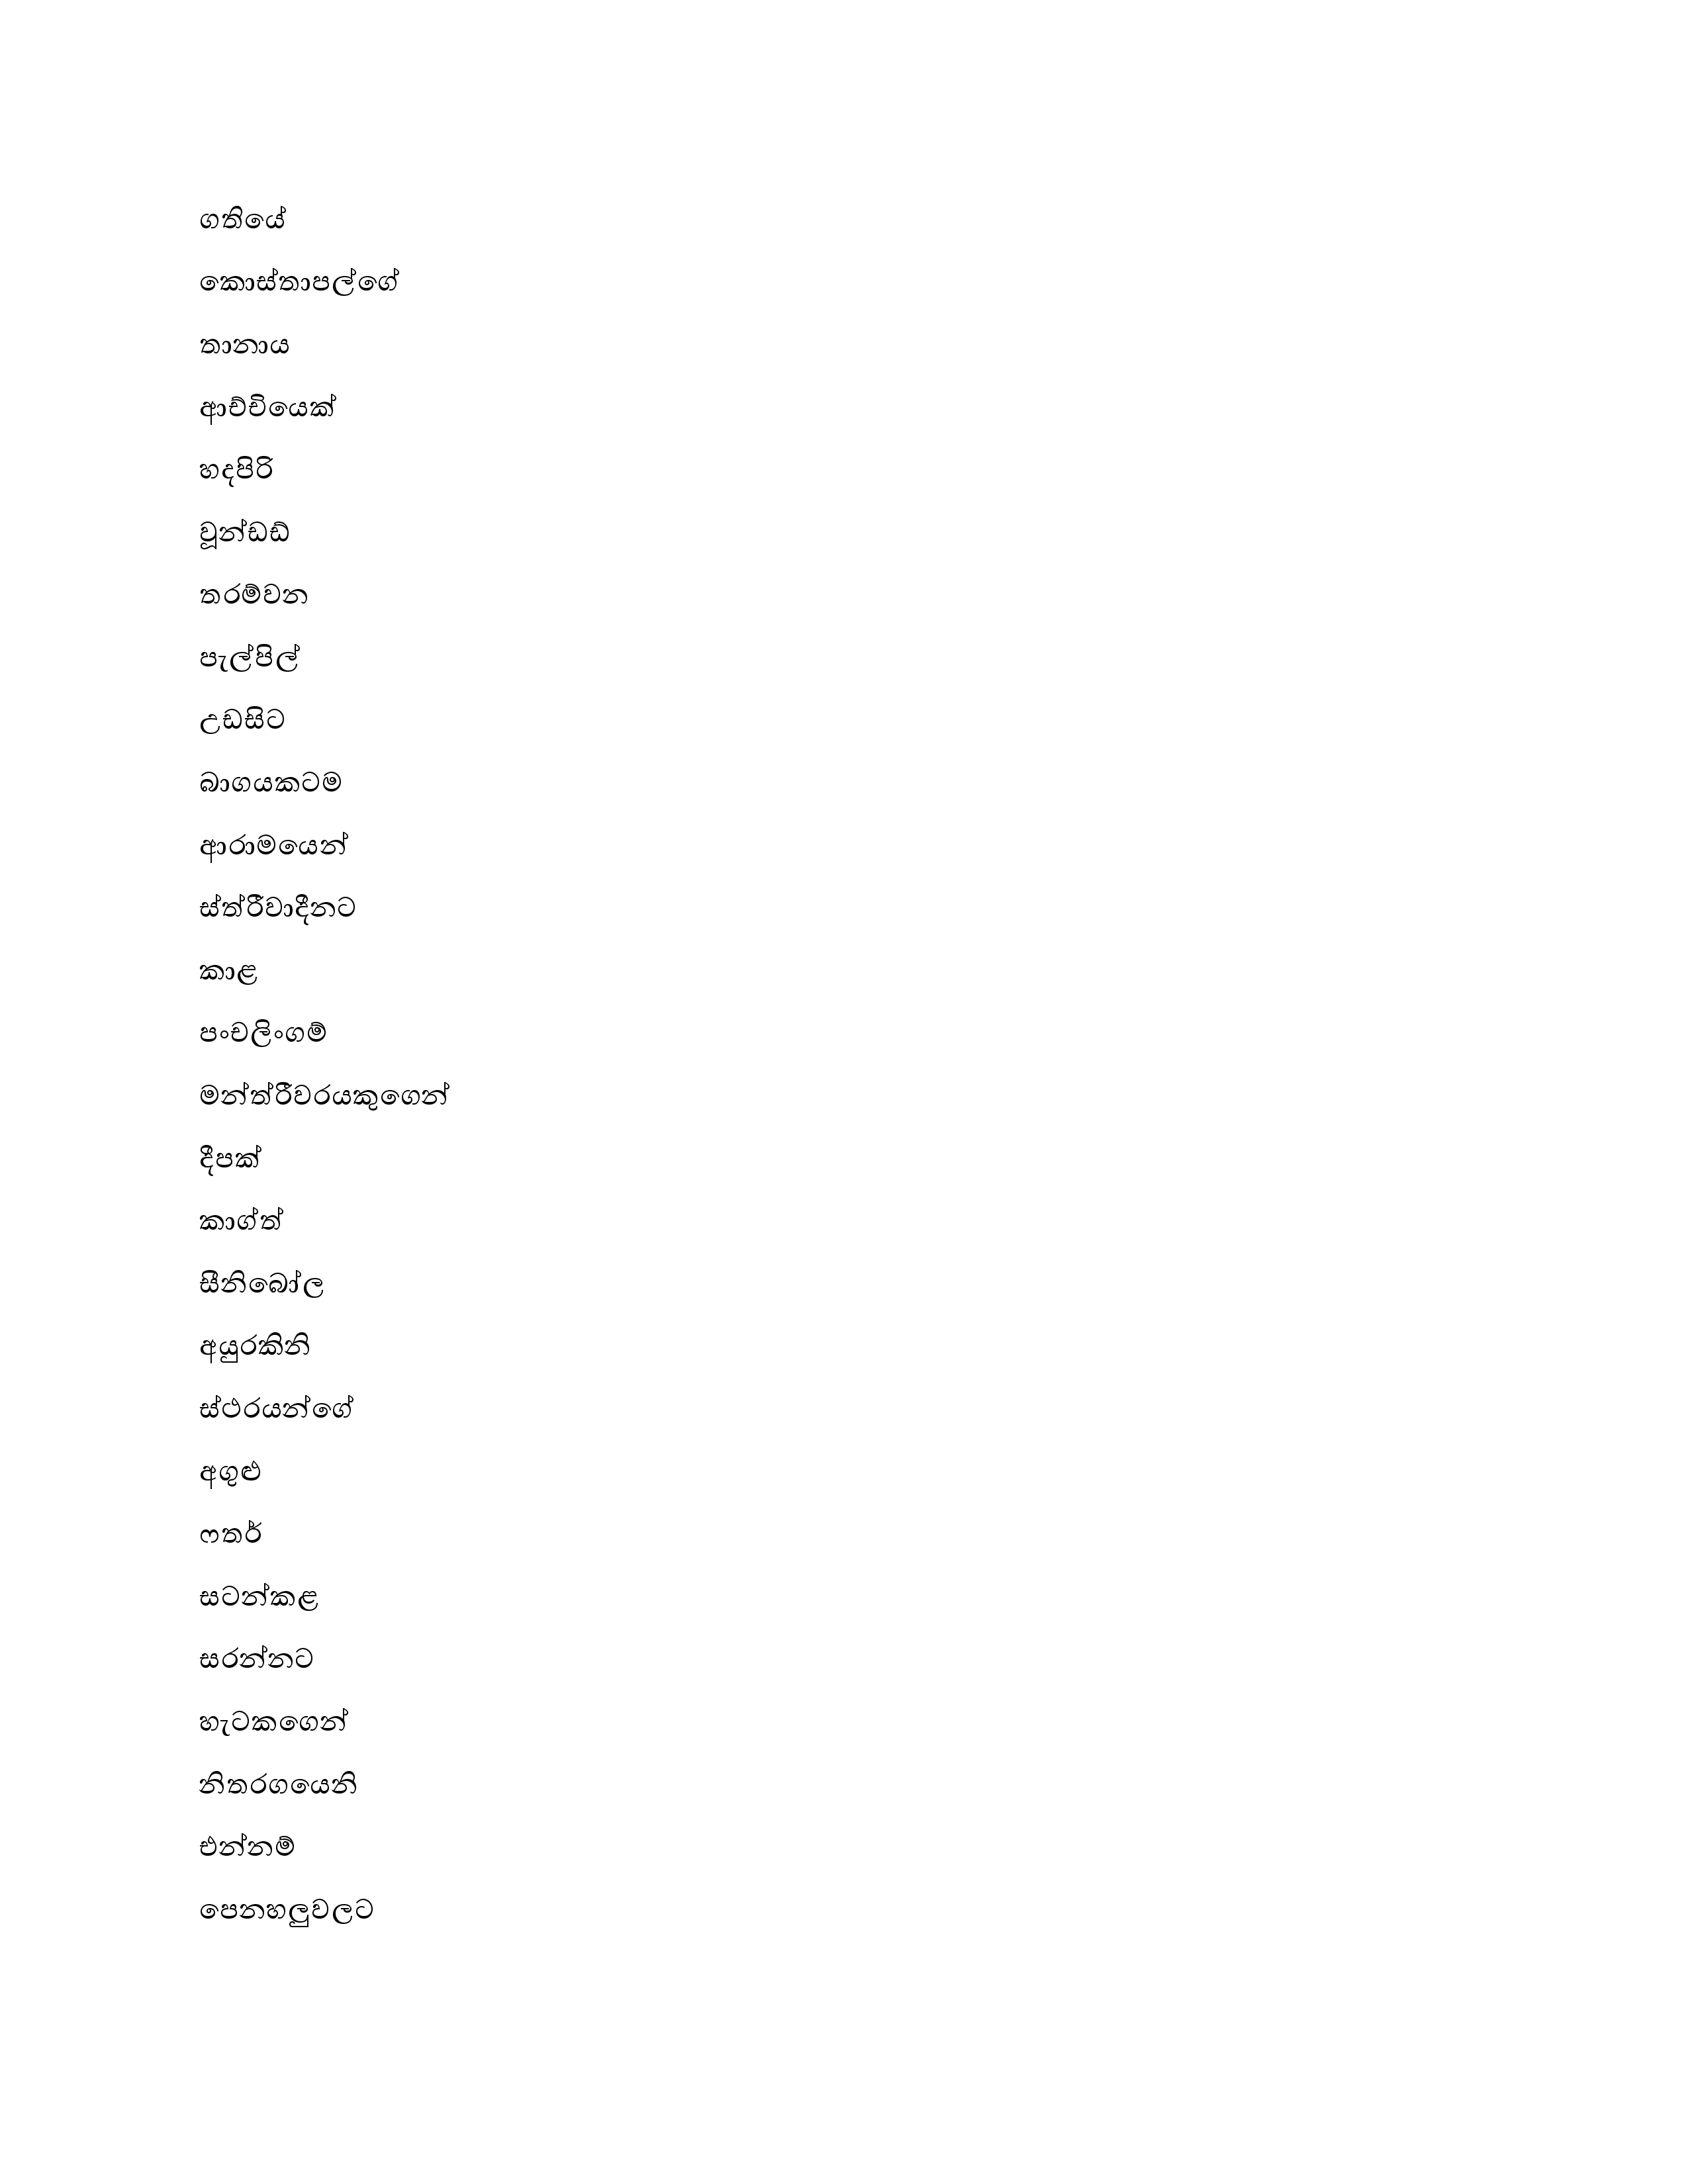 ගතියේ
කොස්තාපල්ගේ
තානාය
ආච්චියෙක්
හදපිරි
වූන්ඩඩ්
තරම්වන
පැල්පිල්
උඩසිට
බාගයකටම
ආරාමයෙන්
ස්ත්රීවාදීනට
කාළ
පංචලිංගම්
මන්ත්රීවරයකුගෙන්
දීපක්
කාග්ත්
සීනිබෝල
අයුරකිනි
ස්ථරයන්ගේ
අගුළු
ෆතර්
සටන්කළ
සරන්නට
හැටකගෙන්
නිතරගයෙනි
එන්නම්
පෙනහලුවලට